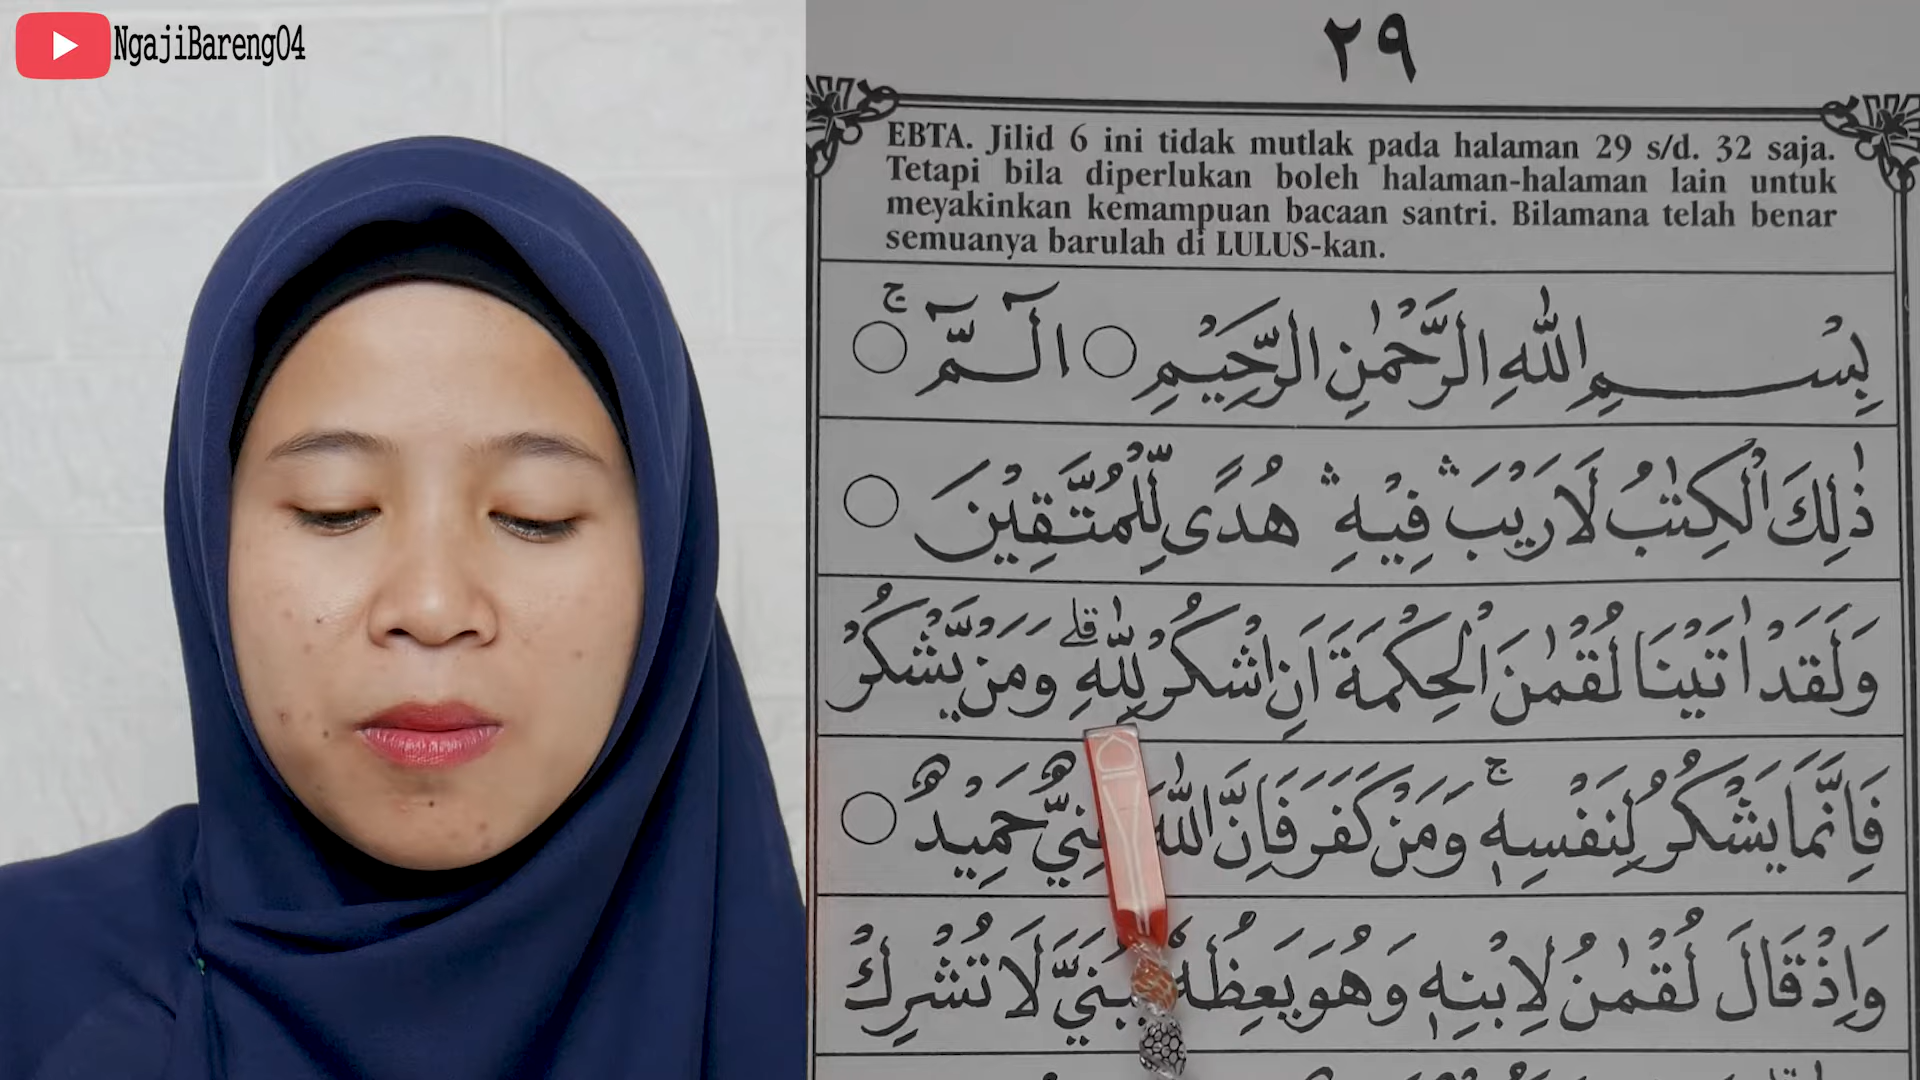 NgajiBareng04
٢٩
EBTA. Jilid 6 ini tidak mutlak pada halaman 29 s/d. 32 saja.
Tetapi bila diperlukan boleh halaman-halaman lain untuk
meyakinkan kemampuan bacaan santri. Bilamana telah benar
semuanya barulah di LULUS-kan.
بِسْمِ اللّٰهِ الرَّحْمٰنِ الرَّحِيْمِ ○ الٓـمّٓ ۚ ○
ذٰلِكَ الْكِتٰبُ لَا رَيْبَ ۛ فِيْهِ ۛ هُدًى لِّلْمُتَّقِيْنَ ○
وَلَقَدْ اٰتَيْنَا لُقْمٰنَ الْحِكْمَةَ اَنِ اشْكُرْ لِلّٰهِ ۗ وَمَنْ يَّشْكُرْ
فَاِنَّمَا يَشْكُرُ لِنَفْسِهٖ ۚ وَمَنْ كَفَرَ فَاِنَّ اللّٰهَ غَنِيٌّ حَمِيْدٌ ○
وَاِذْ قَالَ لُقْمٰنُ لِابْنِهٖ وَهُوَ يَعِظُهٗ يٰبُنَيَّ لَا تُشْرِكْ